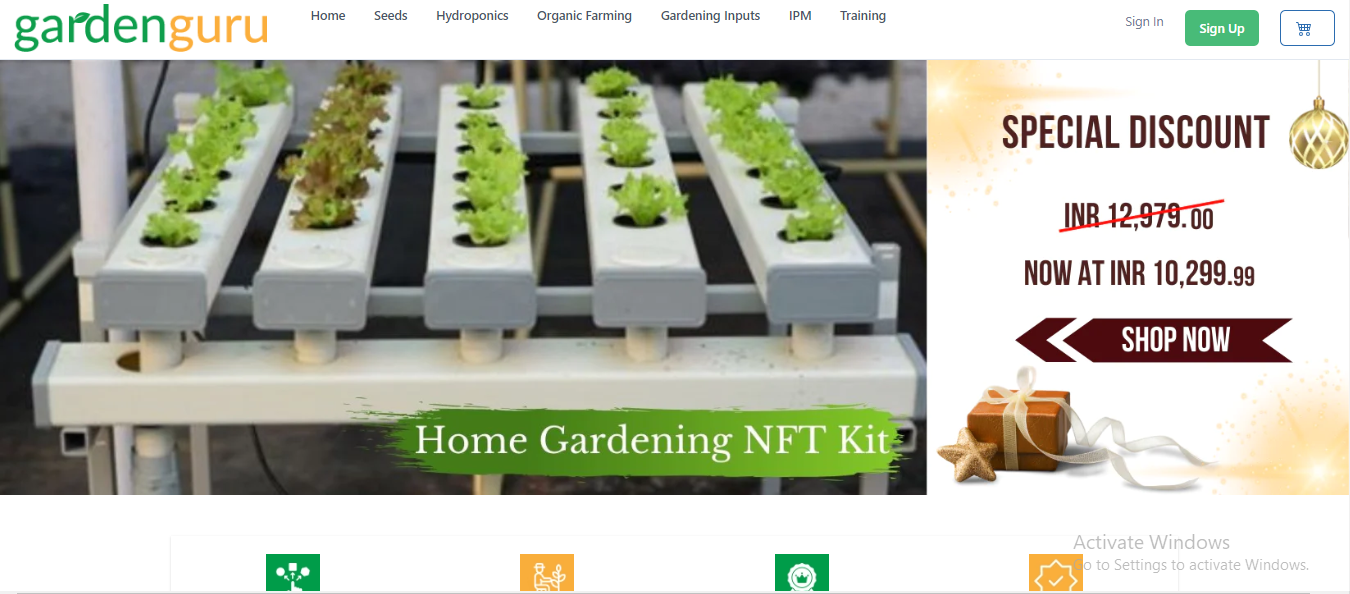 gardenguru
Home Seeds Hydroponics Organic Farming Gardening Inputs IPM Training
Sign In
Sign Up
SPECIAL DISCOUNT
INR 12,979.00
NOW AT INR 10,299.99
SHOP NOW
Home Gardening NFT Kit
Activate Windows
Go to Settings to activate Windows.